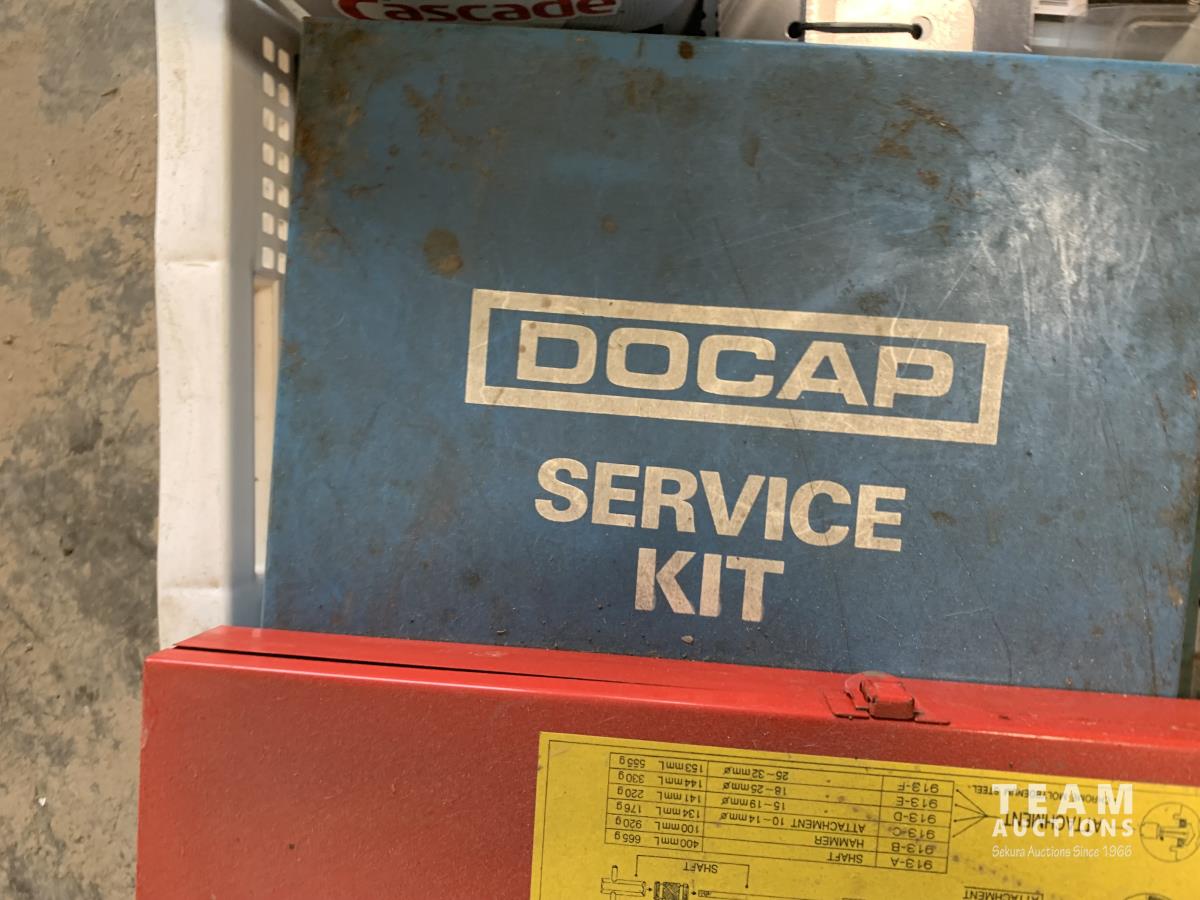 Cascade
DOCAP
SERVICE
KIT
913-A SHAFT 400mmL 665g
913-B HAMMER 100mmL 920g
913-C ATTACHMENT 10-14mmø 134mmL 176g
913-D 15-19mmø 141mmL 220g
913-E 18-25mmø 144mmL 330g
913-F 25-32mmø 153mmL 555g
ATTACHMENT
SHAFT
ATTACHMENT
TEAM
AUCTIONS
Sekura Auctions Since 1966